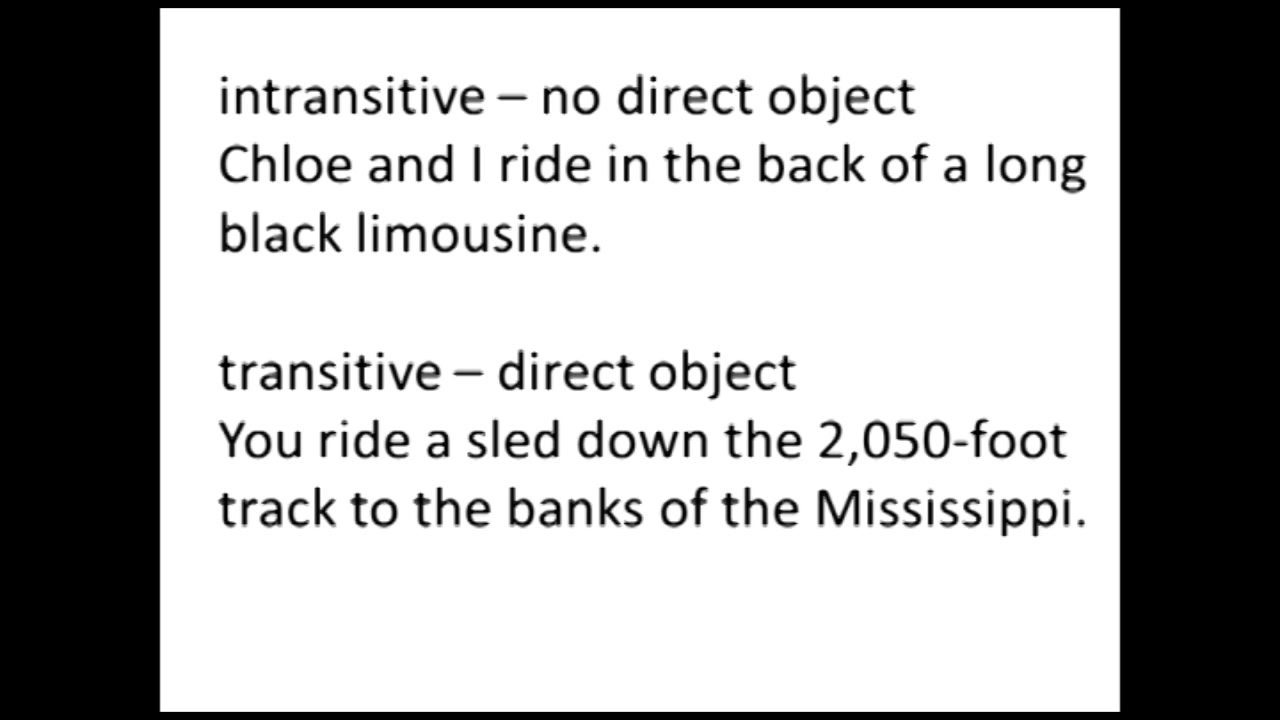 intransitive – no direct object
Chloe and I ride in the back of a long
black limousine.
transitive – direct object
You ride a sled down the 2,050-foot
track to the banks of the Mississippi.